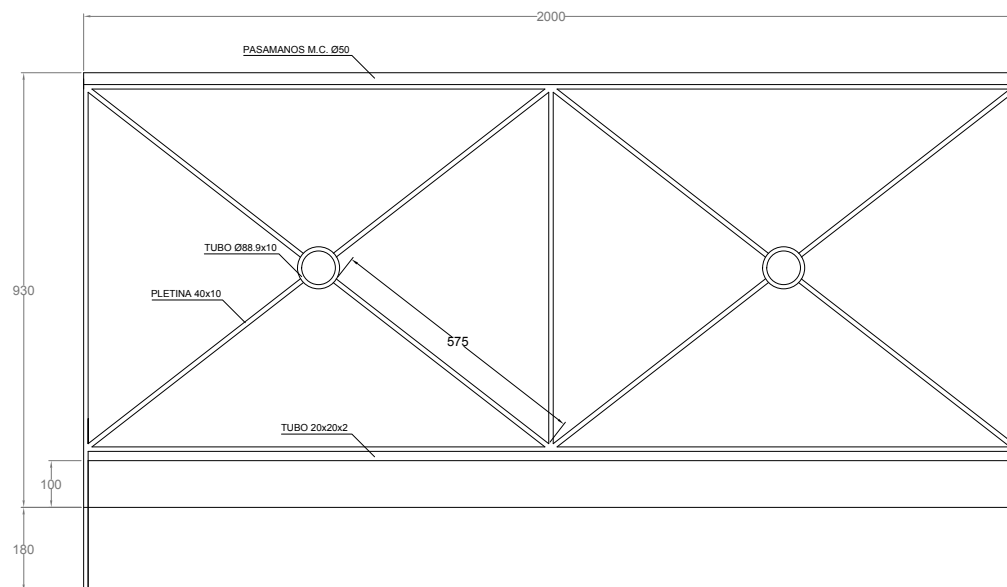 2000
PASAMANOS M.C. Ø50
TUBO Ø88.9x10
930
PLETINA 40x10
575
TUBO 20x20x2
100
180